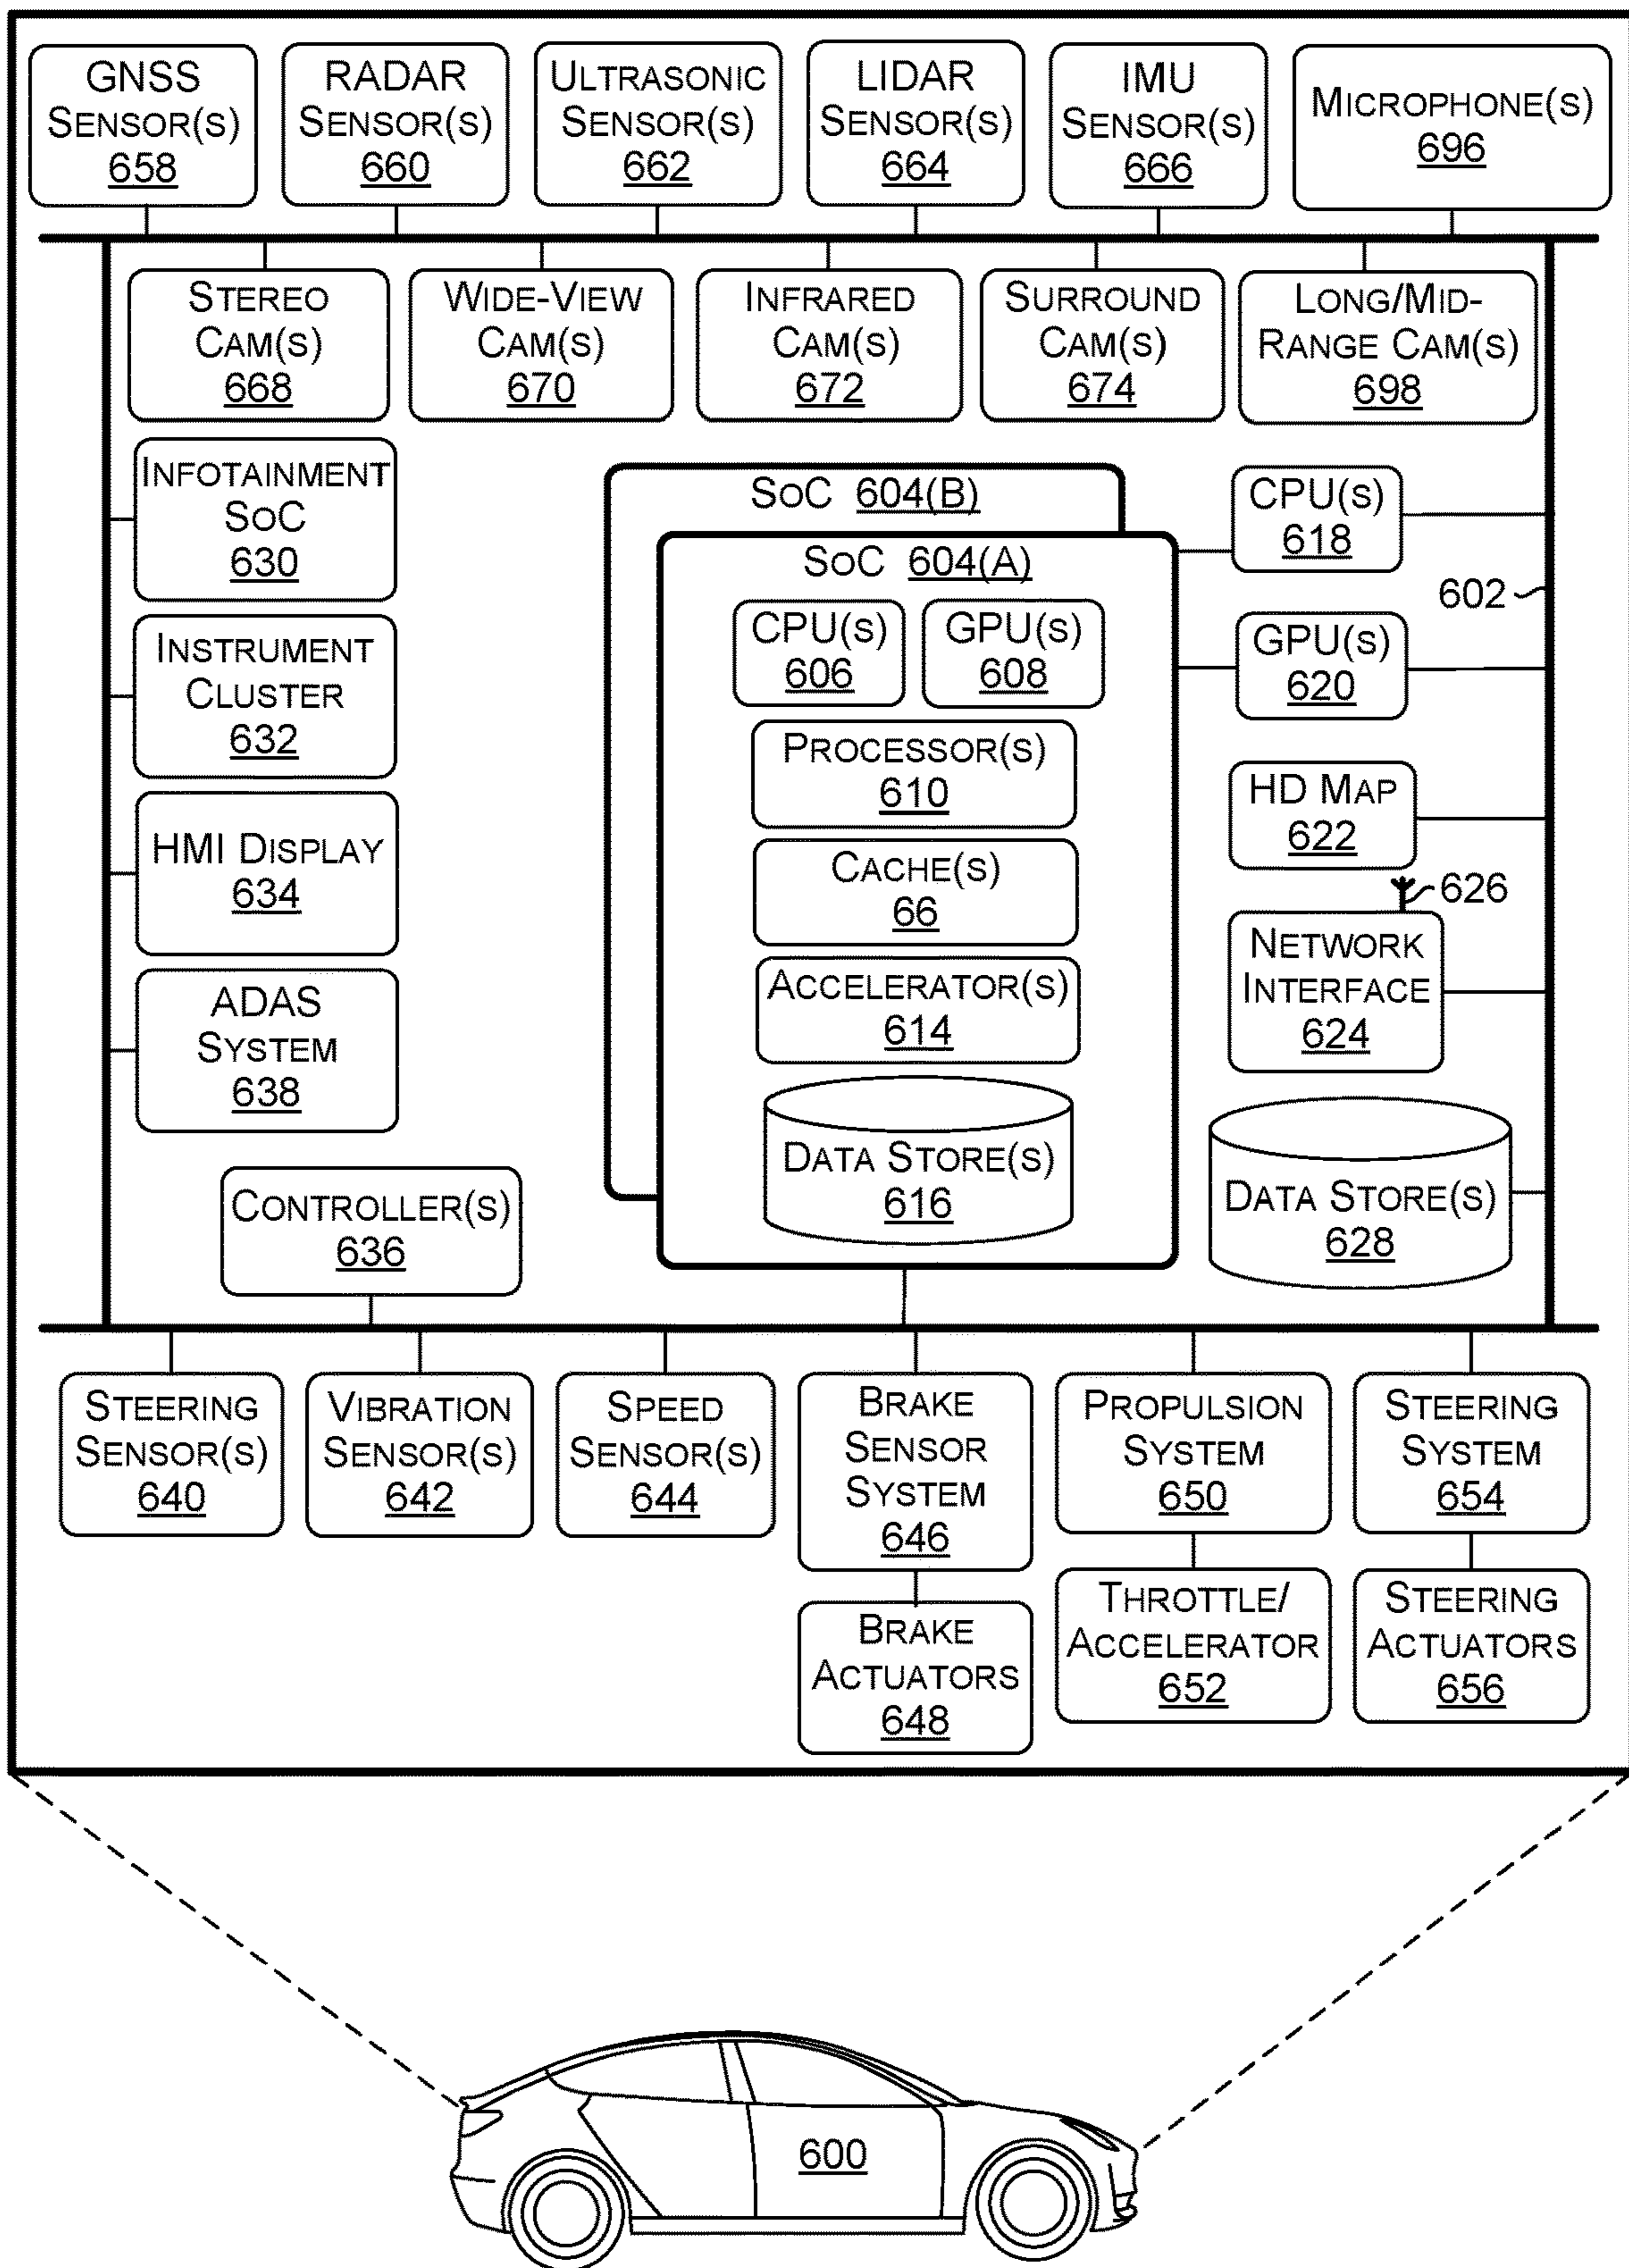 GNSS
SENSOR(S)
658
RADAR
SENSOR(S)
660
ULTRASONIC
SENSOR(S)
662
LIDAR
SENSOR(S)
664
IMU
SENSOR(S)
666
MICROPHONE(S)
696
STEREO
CAM(S)
668
WIDE-VIEW
CAM(S)
670
INFRARED
CAM(S)
672
SURROUND
CAM(S)
674
LONG/MID-
RANGE CAM(S)
698
INFOTAINMENT
SOC
630
INSTRUMENT
CLUSTER
632
HMI DISPLAY
634
ADAS
SYSTEM
638
CONTROLLER(S)
636
SOC 604(B)
SOC 604(A)
CPU(S)
606
GPU(S)
608
PROCESSOR(S)
610
CACHE(S)
66
ACCELERATOR(S)
614
DATA STORE(S)
616
CPU(S)
618
602
GPU(S)
620
HD MAP
622
626
NETWORK
INTERFACE
624
DATA STORE(S)
628
STEERING
SENSOR(S)
640
VIBRATION
SENSOR(S)
642
SPEED
SENSOR(S)
644
BRAKE
SENSOR
SYSTEM
646
BRAKE
ACTUATORS
648
PROPULSION
SYSTEM
650
THROTTLE/
ACCELERATOR
652
STEERING
SYSTEM
654
STEERING
ACTUATORS
656
600